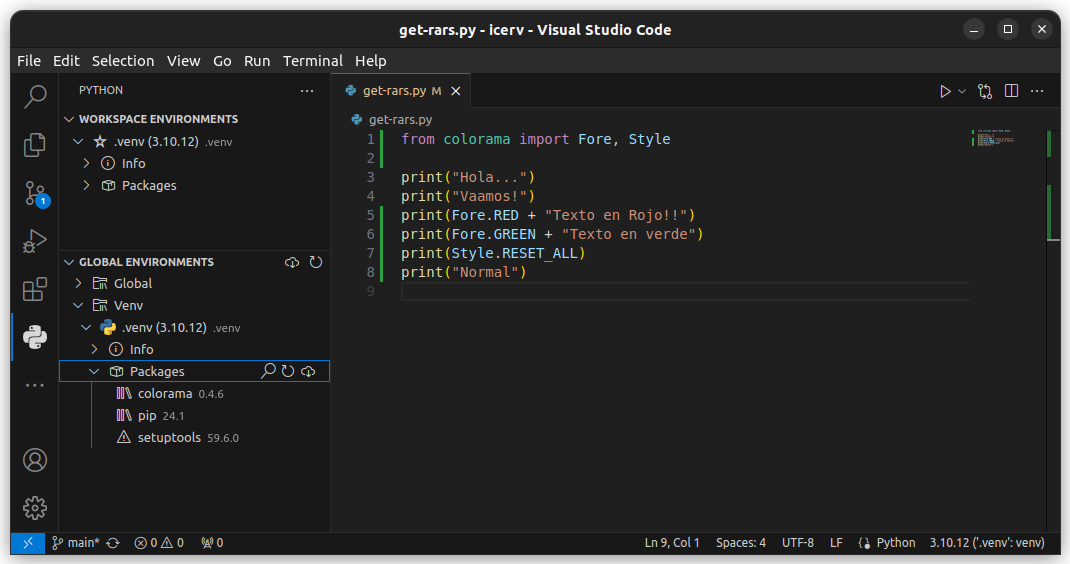 get-rars.py - icerv - Visual Studio Code
File Edit Selection View Go Run Terminal Help
PYTHON
WORKSPACE ENVIRONMENTS
.venv (3.10.12) .venv
Info
Packages
GLOBAL ENVIRONMENTS
Global
Venv
.venv (3.10.12) .venv
Info
Packages
colorama 0.4.6
pip 24.1
setuptools 59.6.0
1
get-rars.py M
get-rars.py
1 from colorama import Fore, Style
2
3 print("Hola...")
4 print("Vaamos!")
5 print(Fore.RED + "Texto en Rojo!!")
6 print(Fore.GREEN + "Texto en verde")
7 print(Style.RESET_ALL)
8 print("Normal")
9
main* 0 0 0 Ln 9, Col 1 Spaces: 4 UTF-8 LF Python 3.10.12 ('.venv': venv)